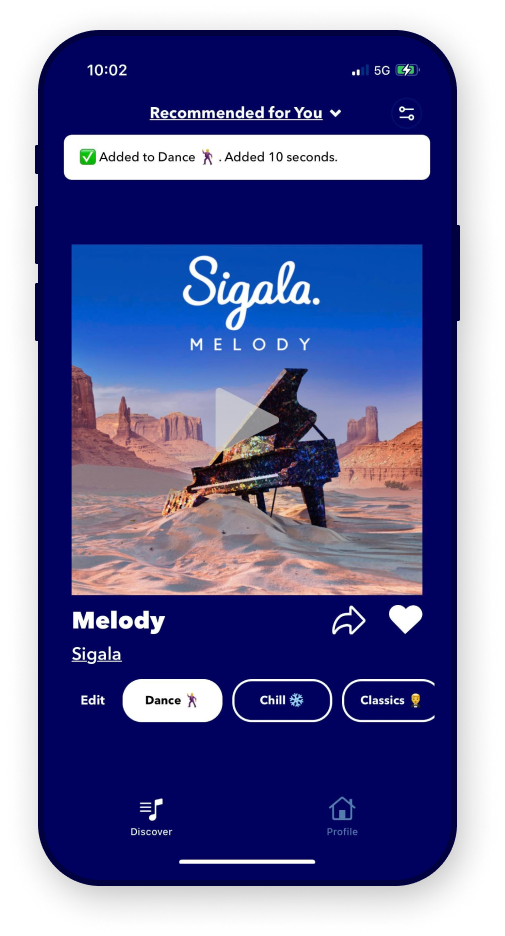 10:02
5G
Recommended for You
✅ Added to Dance 🕺🏽 . Added 10 seconds.
Sigala.
MELODY
Melody
Sigala
Edit
Dance 🕺🏽
Chill ❄️
Classics 👨‍🎤
Discover
Profile